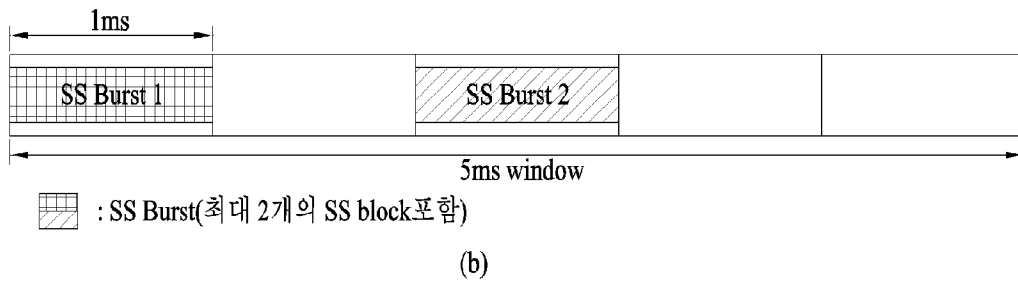 1ms
SS Burst 1
SS Burst 2
5ms window
: SS Burst(최대 2개의 SS block포함)
(b)